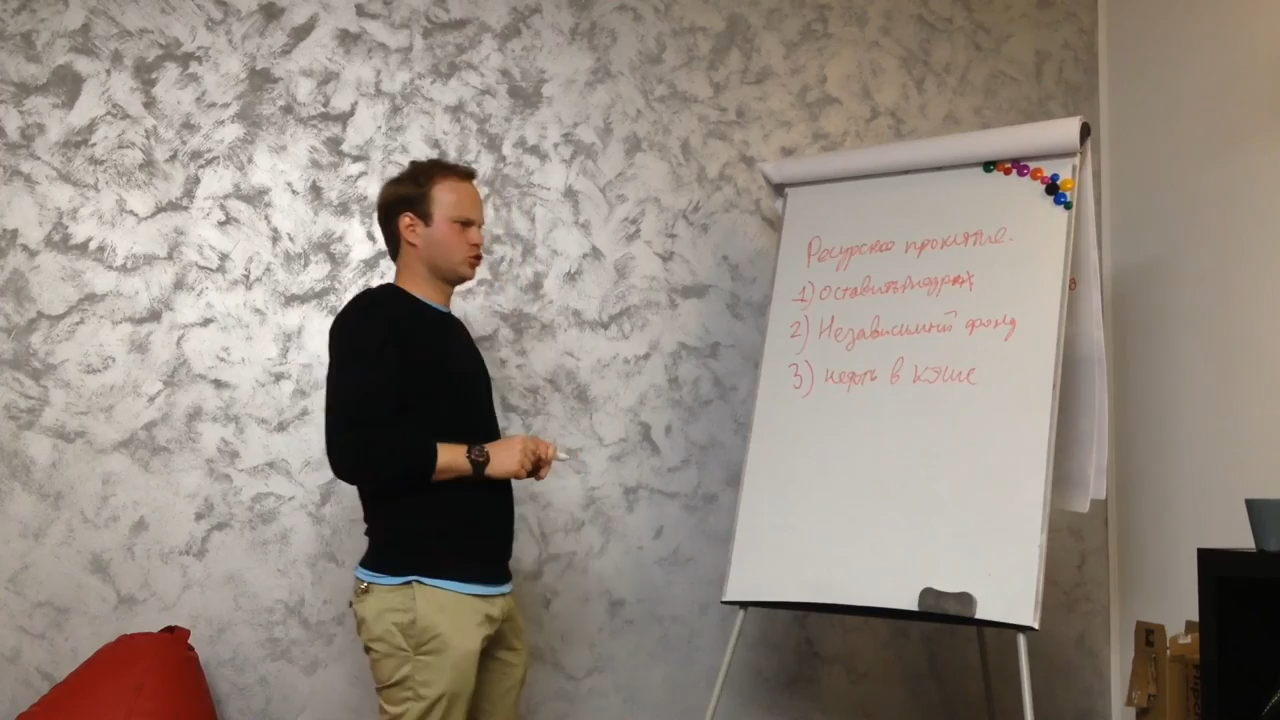 Ресурсное проклятие.
1) Оставить в недрах
2) Независимый фонд
3) нефть в кэше